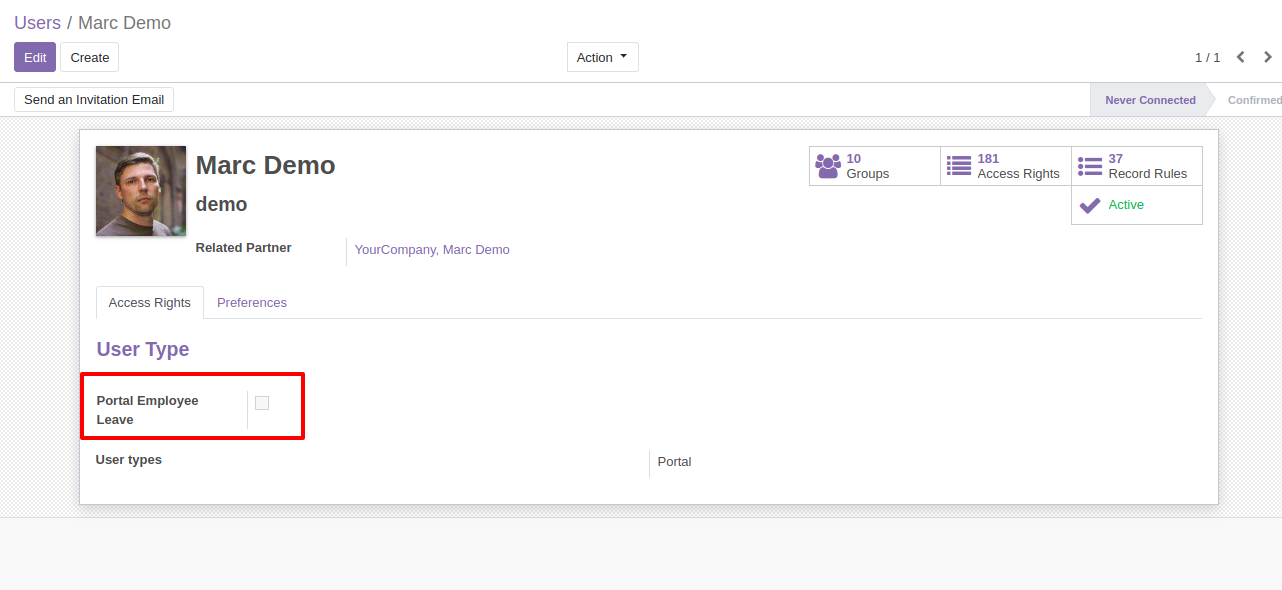 Users / Marc Demo
Edit Create Action 1 / 1
Send an Invitation Email Never Connected Confirmed
Marc Demo
demo
10
Groups
181
Access Rights
37
Record Rules
Active
Related Partner YourCompany, Marc Demo
Access Rights Preferences
User Type
Portal Employee
Leave
User types Portal